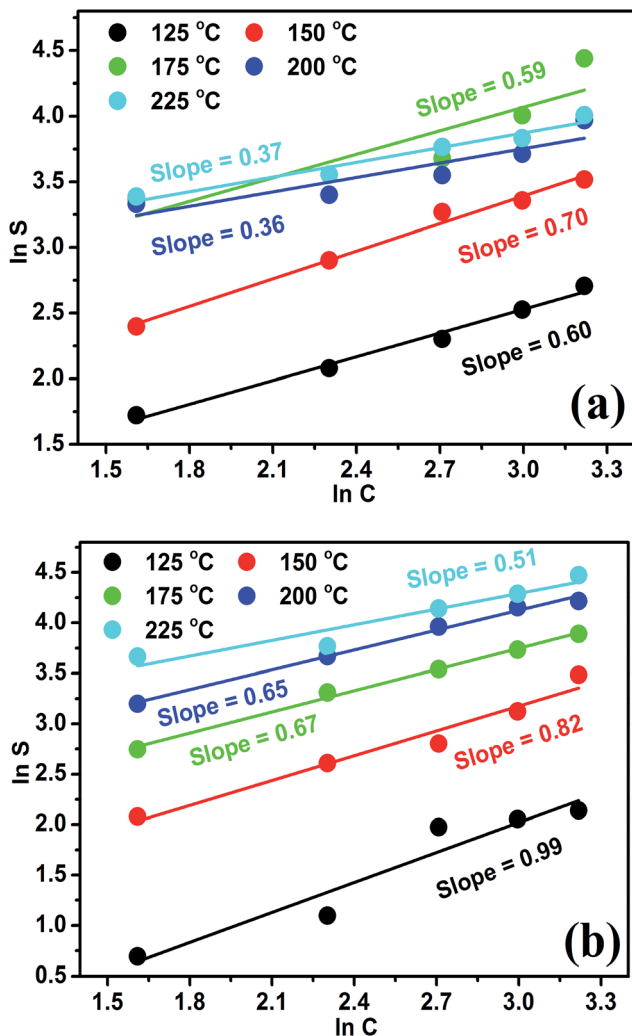 125 °C 150 °C
175 °C 200 °C
225 °C
Slope = 0.59
Slope = 0.37
Slope = 0.36
Slope = 0.70
Slope = 0.60
(a)
ln S
4.5
4.0
3.5
3.0
2.5
2.0
1.5
1.5 1.8 2.1 2.4 2.7 3.0 3.3
ln C
125 °C 150 °C
175 °C 200 °C
225 °C
Slope = 0.51
Slope = 0.65
Slope = 0.67
Slope = 0.82
Slope = 0.99
(b)
ln S
4.5
4.0
3.5
3.0
2.5
2.0
1.5
1.0
0.5
1.5 1.8 2.1 2.4 2.7 3.0 3.3
ln C